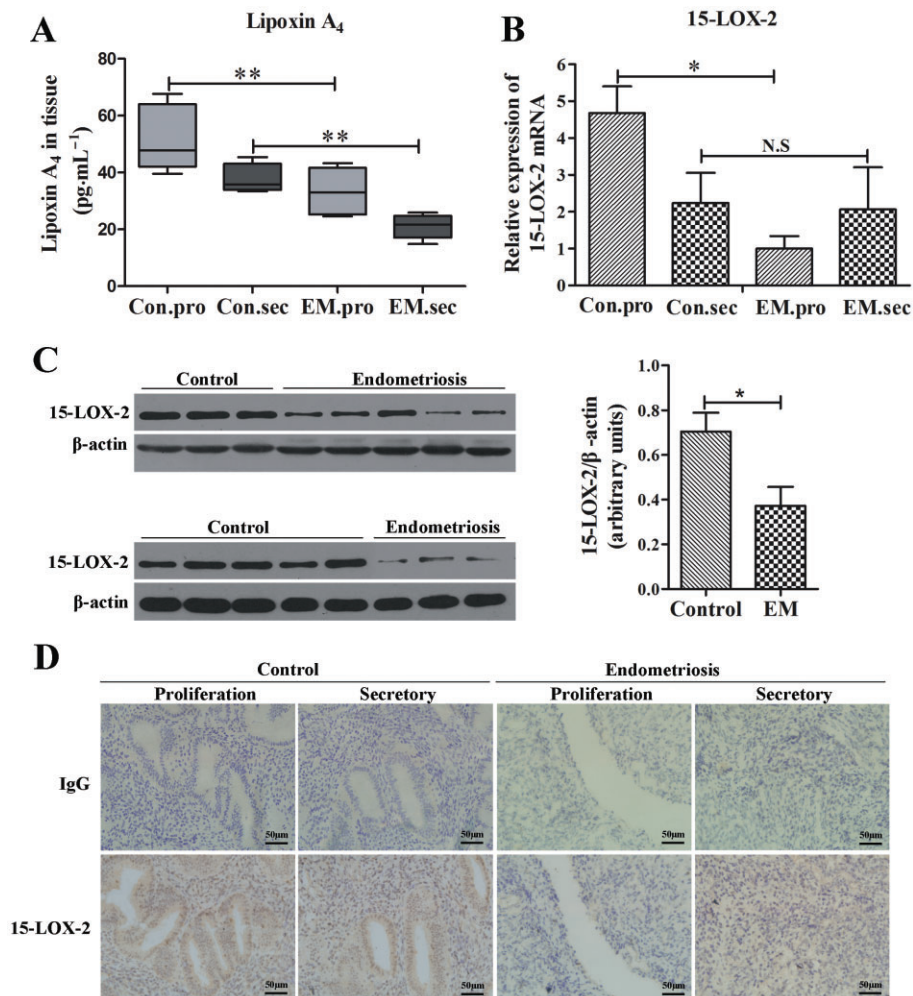 A
Lipoxin A₄
Lipoxin A₄ in tissue
(pg·mL⁻¹)
80
60
40
20
0
**
**
Con.pro Con.sec EM.pro EM.sec
B
15-LOX-2
Relative expression of
15-LOX-2 mRNA
6
5
4
3
2
1
0
*
N.S
Con.pro Con.sec EM.pro EM.sec
C
Control Endometriosis
15-LOX-2
β-actin
Control Endometriosis
15-LOX-2
β-actin
15-LOX-2/β -actin
(arbitrary units)
1.0
0.8
0.6
0.4
0.2
0.0
*
Control EM
D
Control Endometriosis
Proliferation Secretory Proliferation Secretory
IgG
50μm 50μm 50μm 50μm
15-LOX-2
50μm 50μm 50μm 50μm